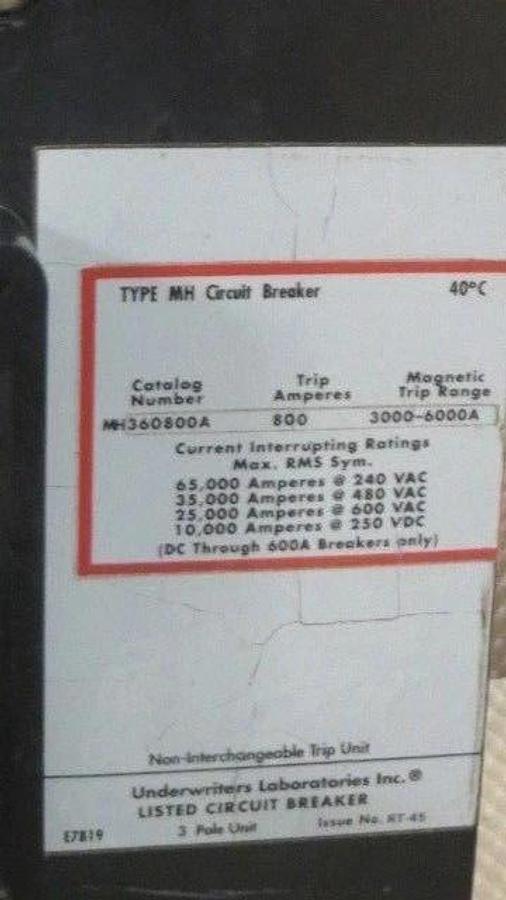 TYPE MH Circuit Breaker 40°C
Catalog Number Trip Amperes Magnetic Trip Range
MH360800A 800 3000-6000A
Current Interrupting Ratings
Max. RMS Sym.
65,000 Amperes @ 240 VAC
35,000 Amperes @ 480 VAC
25,000 Amperes @ 600 VAC
10,000 Amperes @ 250 VDC
(DC Through 600A Breakers only)
Non-Interchangeable Trip Unit
Underwriters Laboratories Inc.®
LISTED CIRCUIT BREAKER
E7819 3 Pole Unit Issue No. RT-45